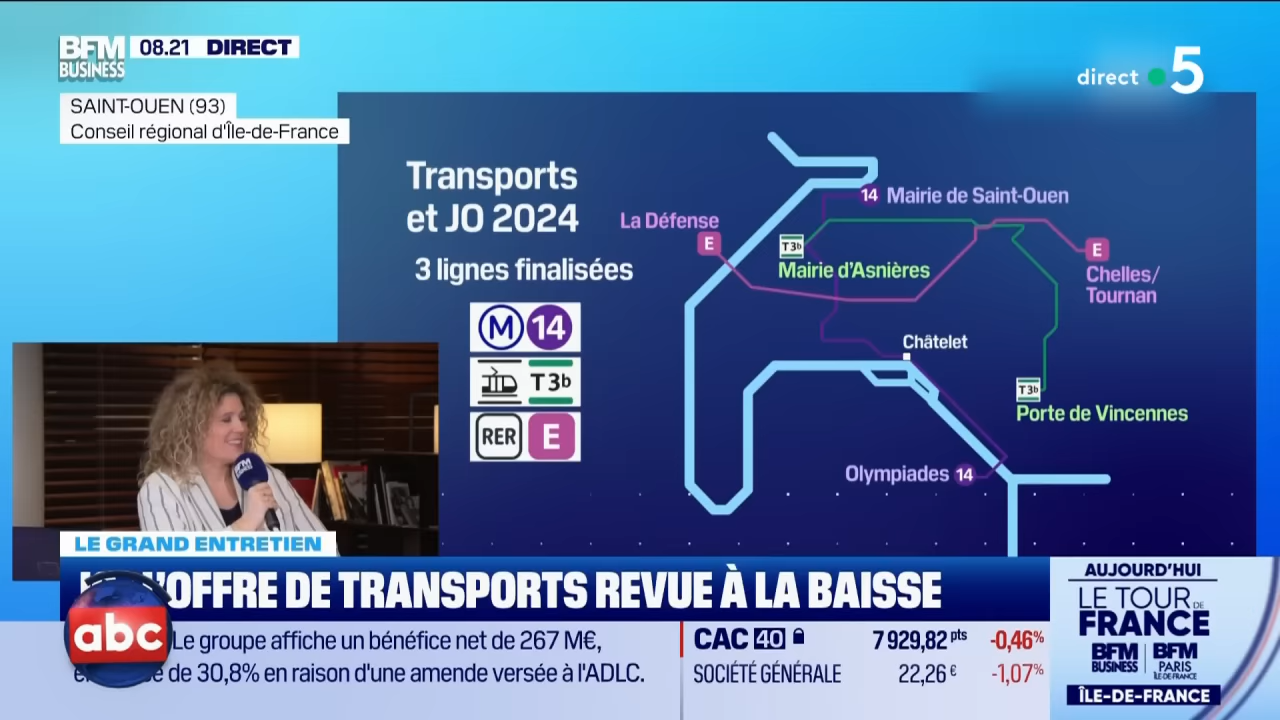 BFM
BUSINESS
08.21 DIRECT
direct 5
SAINT-OUEN (93)
Conseil régional d'Île-de-France
Transports
et JO 2024
3 lignes finalisées
M 14
T3b
RER E
14 Mairie de Saint-Ouen
La Défense
E
T3b
Mairie d'Asnières
E
Chelles/
Tournan
Châtelet
T3b
Porte de Vincennes
Olympiades 14
BFM
LE GRAND ENTRETIEN
L'OFFRE DE TRANSPORTS REVUE À LA BAISSE
abc
Le groupe affiche un bénéfice net de 267 M€,
de 30,8% en raison d'une amende versée à l'ADLC.
CAC 40 7 929,82 pts -0,46%
SOCIÉTÉ GÉNÉRALE 22,26 € -1,07%
AUJOURD'HUI
LE TOUR
DE FRANCE
BFM BUSINESS BFM PARIS ÎLE-DE-FRANCE
ÎLE-DE-FRANCE